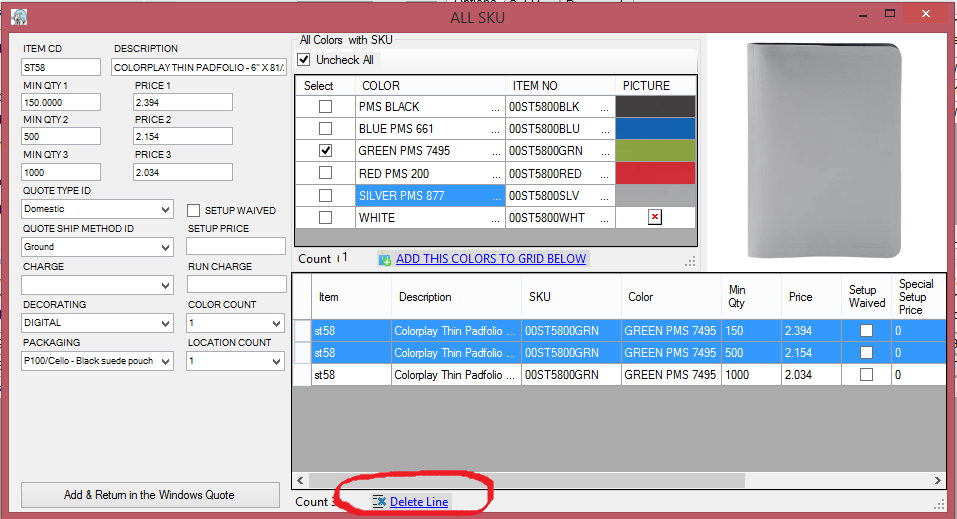 ALL SKU
ITEM CD DESCRIPTION
ST58 COLORPLAY THIN PADFOLIO - 6" X 81/
MIN QTY 1 PRICE 1
150.0000 2.394
MIN QTY 2 PRICE 2
500 2.154
MIN QTY 3 PRICE 3
1000 2.034
QUOTE TYPE ID
Domestic SETUP WAIVED
QUOTE SHIP METHOD ID SETUP PRICE
Ground
CHARGE RUN CHARGE
DECORATING COLOR COUNT
DIGITAL 1
PACKAGING LOCATION COUNT
P100/Cello - Black suede pouch 1
Add & Return in the Windows Quote
All Colors with SKU
Uncheck All
Select COLOR ITEM NO PICTURE
PMS BLACK ... 00ST5800BLK ...
BLUE PMS 661 ... 00ST5800BLU ...
GREEN PMS 7495 ... 00ST5800GRN ...
RED PMS 200 ... 00ST5800RED ...
SILVER PMS 877 ... 00ST5800SLV ...
WHITE ... 00ST5800WHT ...
Count 1 ADD THIS COLORS TO GRID BELOW
Item Description SKU Color Min Qty Price Setup Waived Special Setup Price
st58 Colorplay Thin Padfolio ... 00ST5800GRN GREEN PMS 7495 150 2.394 0
st58 Colorplay Thin Padfolio ... 00ST5800GRN GREEN PMS 7495 500 2.154 0
st58 Colorplay Thin Padfolio ... 00ST5800GRN GREEN PMS 7495 1000 2.034 0
Count 3 Delete Line